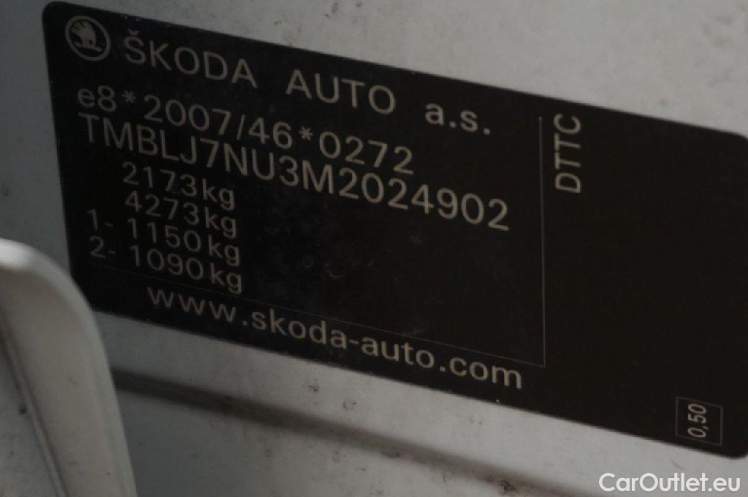 ŠKODA AUTO a.s.
e8*2007/46*0272
TMBLJ7NU3M2024902
2173kg
4273kg
1- 1150kg
2- 1090kg
www.skoda-auto.com
DTTC
0,50
CarOutlet.eu